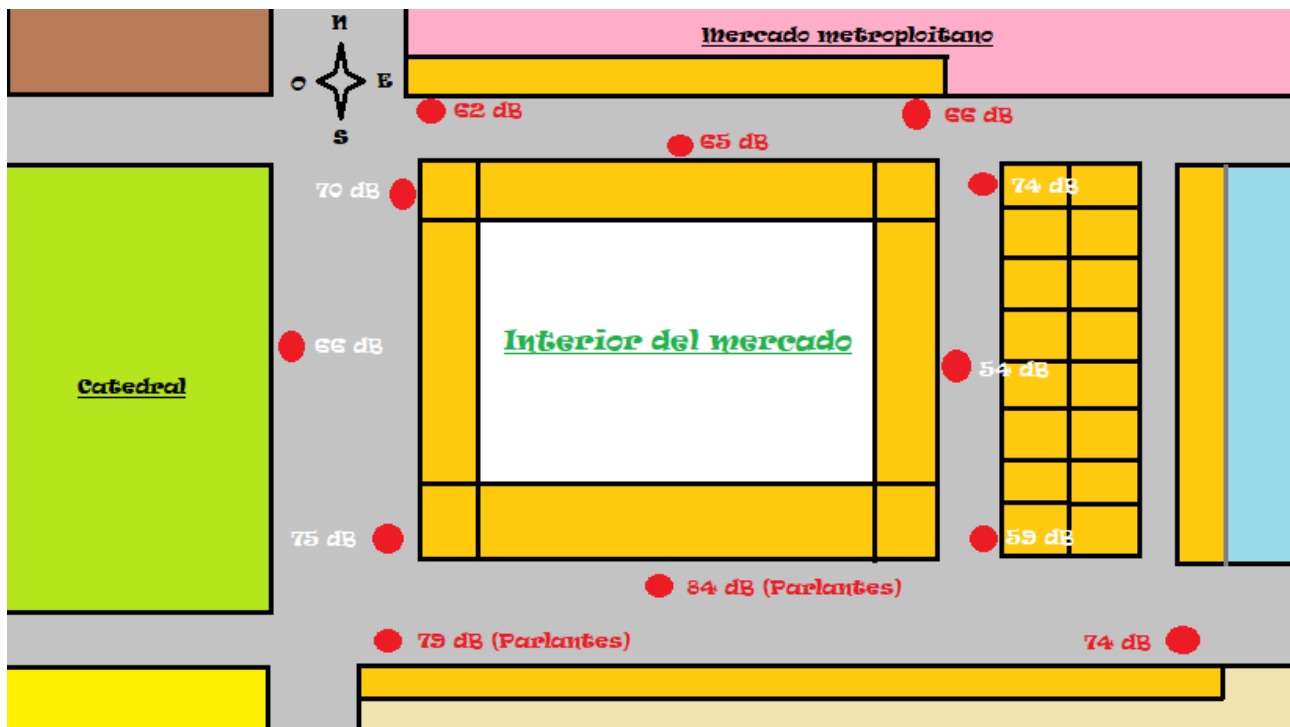 Mercado metroploitano
N
O
E
S
62 dB
66 dB
65 dB
70 dB
74 dB
66 dB
Interior del mercado
54 dB
Catedral
75 dB
59 dB
84 dB (Parlantes)
79 dB (Parlantes)
74 dB